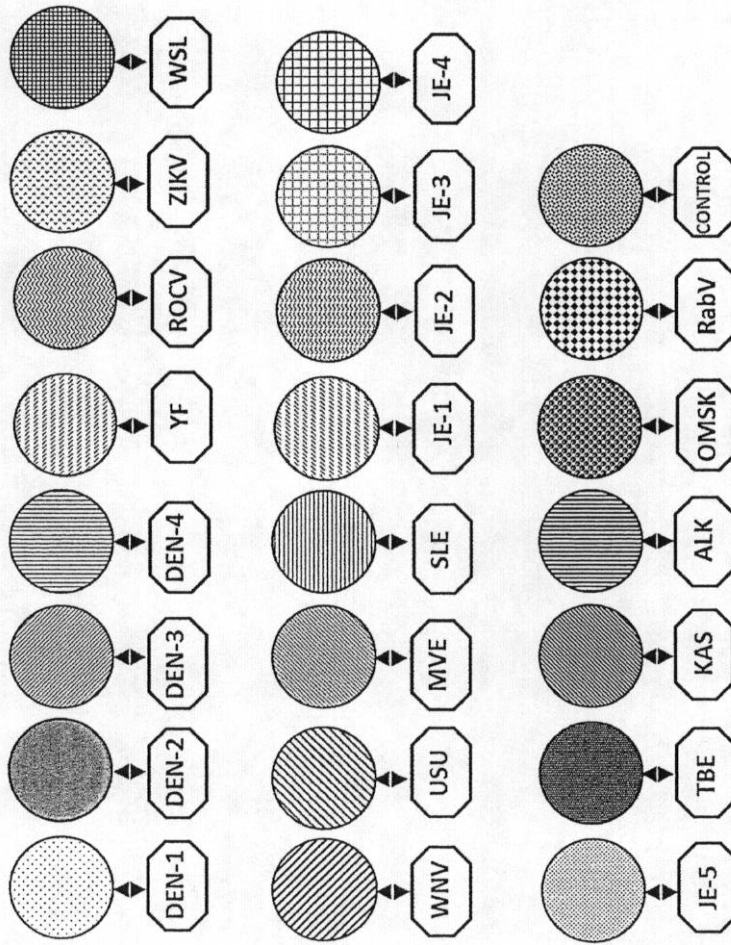 DEN-1
DEN-2
DEN-3
DEN-4
YF
ROCV
ZIKV
WSL
WNV
USU
MVE
SLE
JE-1
JE-2
JE-3
JE-4
JE-5
TBE
KAS
ALK
OMSK
RabV
CONTROL